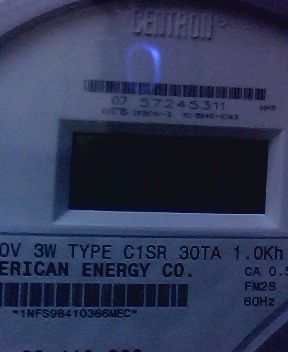 CENTRON
07 57245311
0V 3W TYPE C1SR 30TA 1.0Kh
ERICAN ENERGY CO.
CA 0.5
FM2S
60Hz
*1NFS98410366MEC*